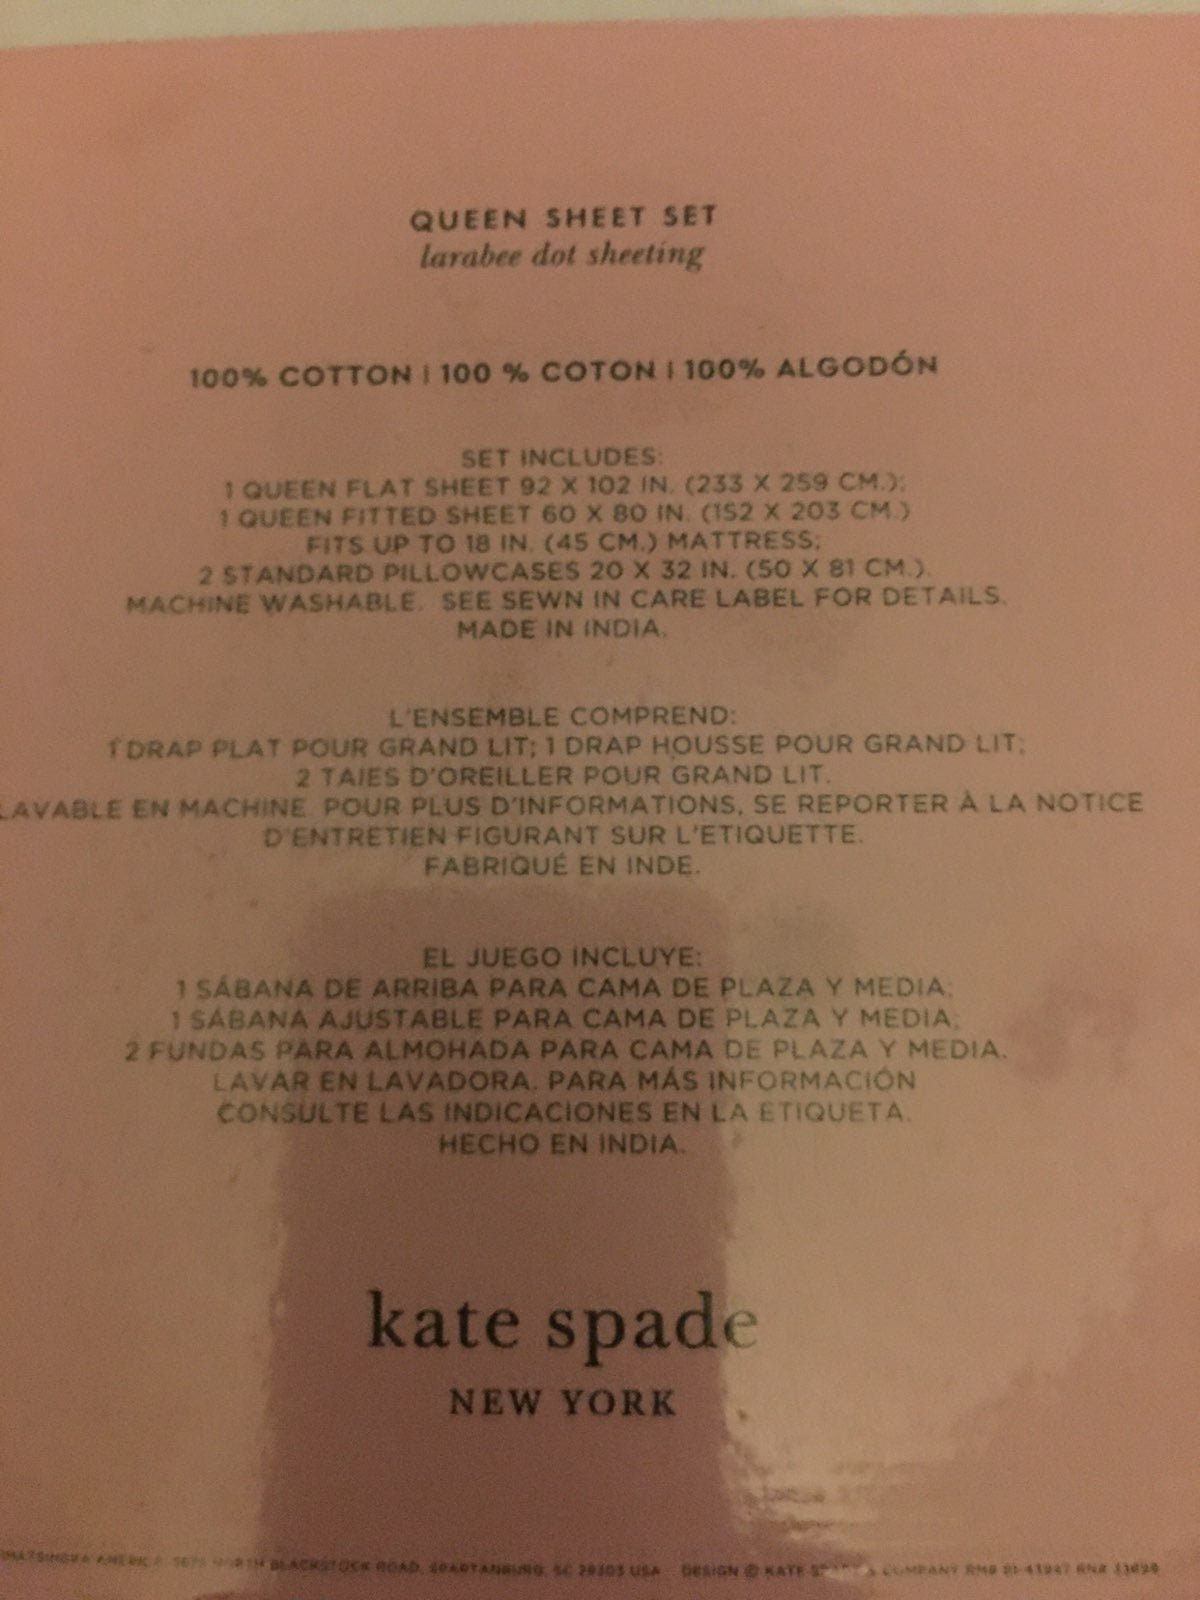 QUEEN SHEET SET
larabee dot sheeting
100% COTTON | 100 % COTON | 100% ALGODÓN
SET INCLUDES:
1 QUEEN FLAT SHEET 92 X 102 IN. (233 X 259 CM.);
1 QUEEN FITTED SHEET 60 X 80 IN. (152 X 203 CM.)
FITS UP TO 18 IN. (45 CM.) MATTRESS;
2 STANDARD PILLOWCASES 20 X 32 IN. (50 X 81 CM.).
MACHINE WASHABLE. SEE SEWN IN CARE LABEL FOR DETAILS.
MADE IN INDIA.
L'ENSEMBLE COMPREND:
1 DRAP PLAT POUR GRAND LIT; 1 DRAP HOUSSE POUR GRAND LIT;
2 TAIES D'OREILLER POUR GRAND LIT.
LAVABLE EN MACHINE. POUR PLUS D'INFORMATIONS, SE REPORTER À LA NOTICE
D'ENTRETIEN FIGURANT SUR L'ETIQUETTE.
FABRIQUÉ EN INDE.
EL JUEGO INCLUYE:
1 SÁBANA DE ARRIBA PARA CAMA DE PLAZA Y MEDIA;
1 SÁBANA AJUSTABLE PARA CAMA DE PLAZA Y MEDIA;
2 FUNDAS PARA ALMOHADA PARA CAMA DE PLAZA Y MEDIA.
LAVAR EN LAVADORA. PARA MÁS INFORMACIÓN
CONSULTE LAS INDICACIONES EN LA ETIQUETA.
HECHO EN INDIA.
kate spade
NEW YORK
AMERICA NORTH BLACKSTOCK ROAD, SPARTANBURG, SC 29303 USA DESIGN © KATE SPADE & COMPANY